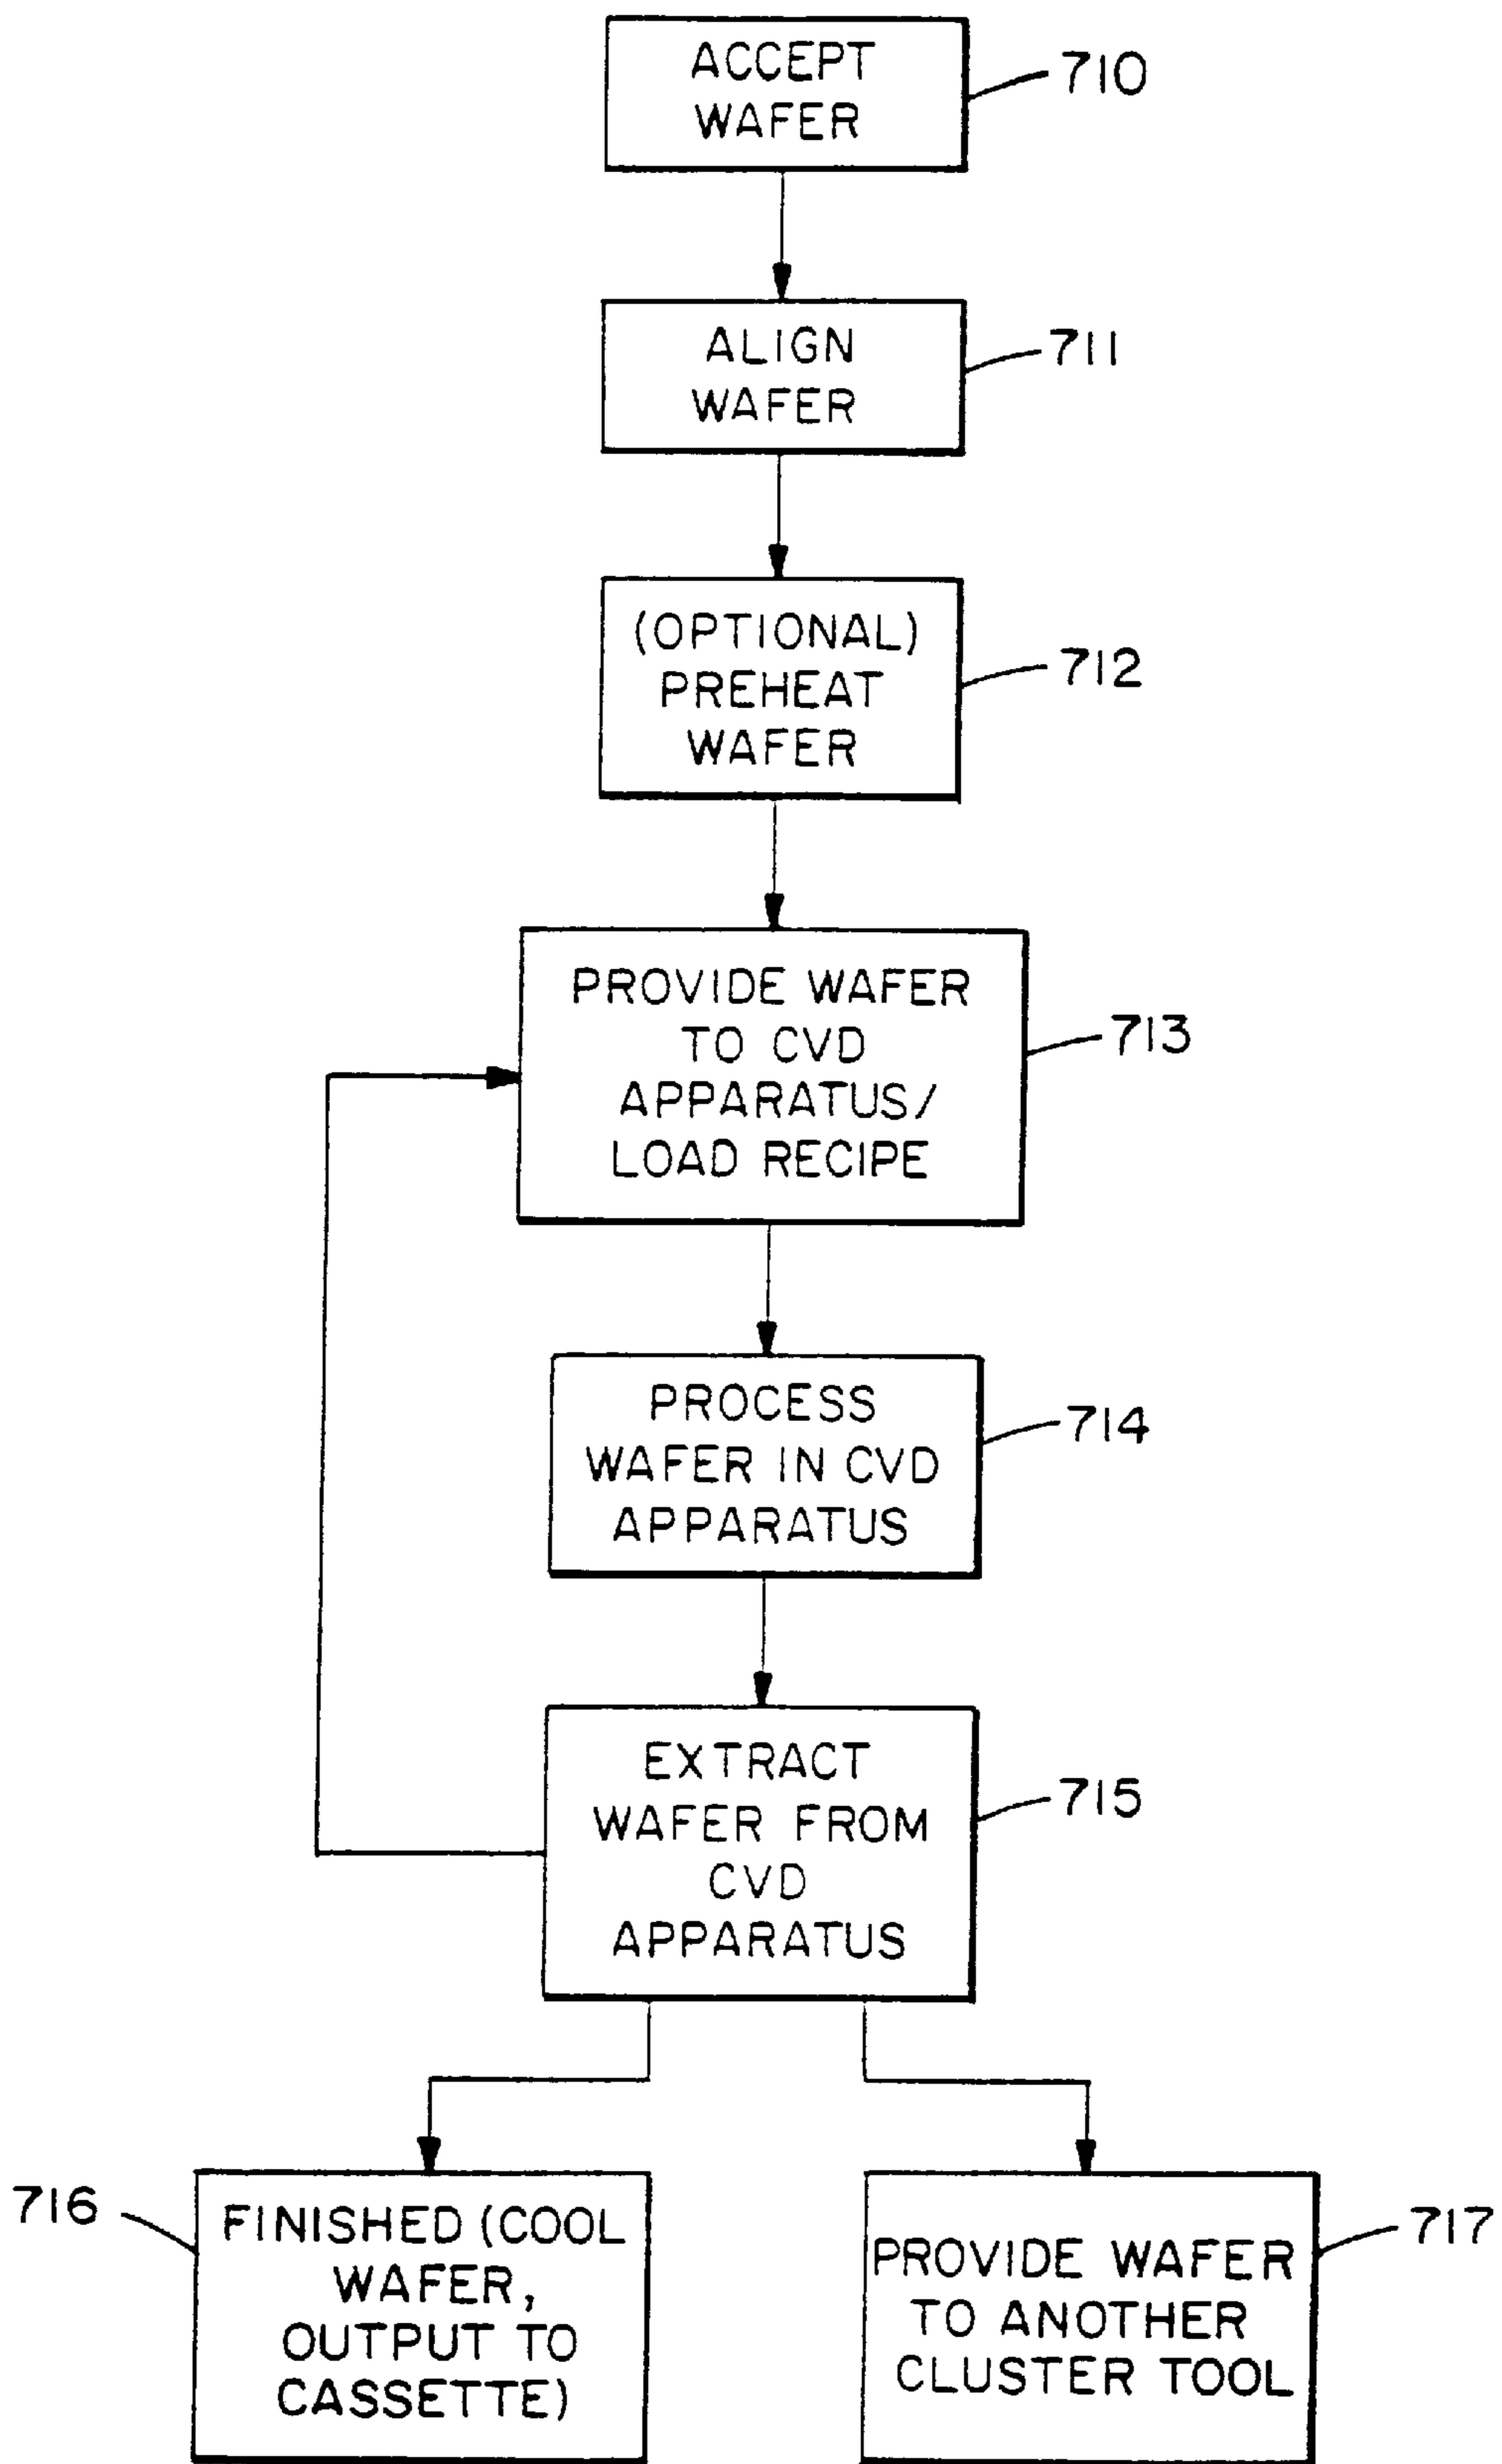 ACCEPT
WAFER
710
ALIGN
WAFER
711
(OPTIONAL)
PREHEAT
WAFER
712
PROVIDE WAFER
TO CVD
APPARATUS/
LOAD RECIPE
713
PROCESS
WAFER IN CVD
APPARATUS
714
EXTRACT
WAFER FROM
CVD
APPARATUS
715
716
FINISHED (COOL
WAFER,
OUTPUT TO
CASSETTE)
PROVIDE WAFER
TO ANOTHER
CLUSTER TOOL
717